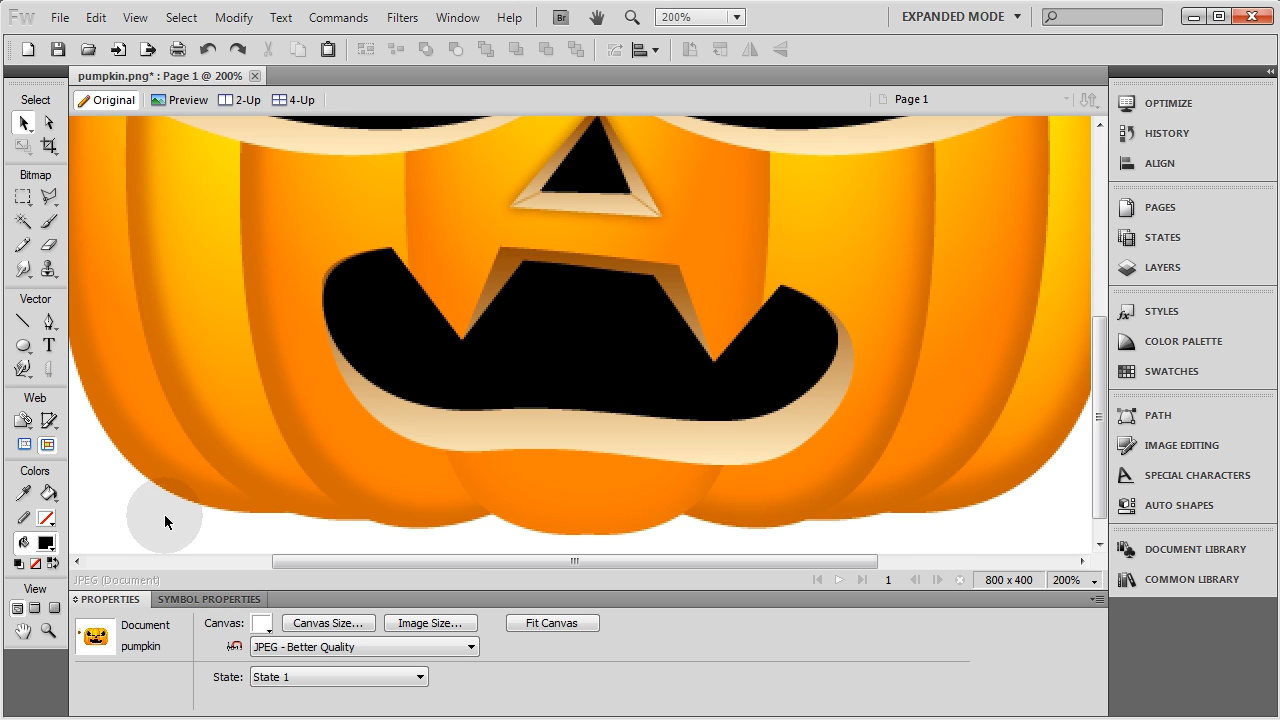 Fw File Edit View Select Modify Text Commands Filters Window Help Br 200% EXPANDED MODE
pumpkin.png* : Page 1 @ 200%
Original Preview 2-Up 4-Up Page 1
Select
Bitmap
Vector
T
Web
Colors
View
OPTIMIZE
HISTORY
ALIGN
PAGES
STATES
LAYERS
STYLES
COLOR PALETTE
SWATCHES
PATH
IMAGE EDITING
SPECIAL CHARACTERS
AUTO SHAPES
DOCUMENT LIBRARY
COMMON LIBRARY
JPEG (Document) 1 800 x 400 200%
PROPERTIES SYMBOL PROPERTIES
Document
pumpkin
Canvas: Canvas Size... Image Size... Fit Canvas
JPEG - Better Quality
State: State 1